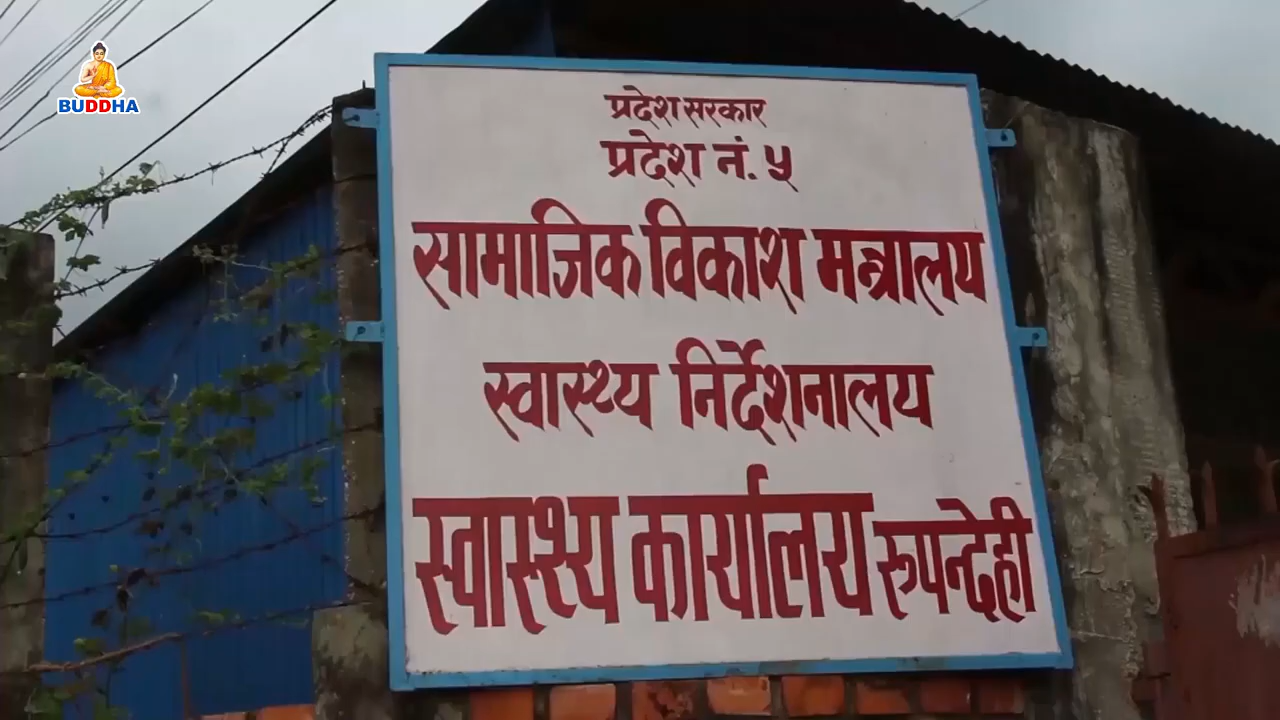 BUDDHA
प्रदेश सरकार
प्रदेश नं. ५
सामाजिक विकाश मन्त्रालय
स्वास्थ्य निर्देशनालय
स्वास्थ्य कार्यालय रूपन्देही